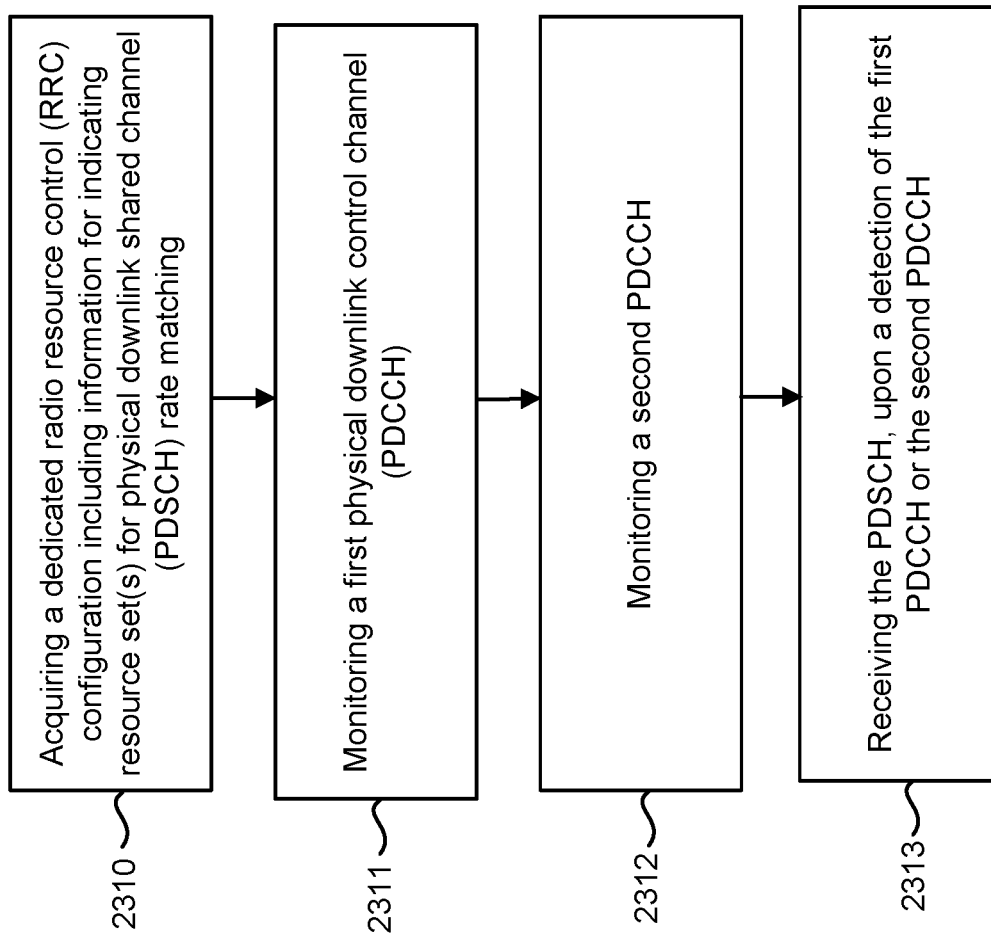 Acquiring a dedicated radio resource control (RRC)
configuration including information for indicating
resource set(s) for physical downlink shared channel
(PDSCH) rate matching
2310
Monitoring a first physical downlink control channel
(PDCCH)
2311
Monitoring a second PDCCH
2312
Receiving the PDSCH, upon a detection of the first
PDCCH or the second PDCCH
2313